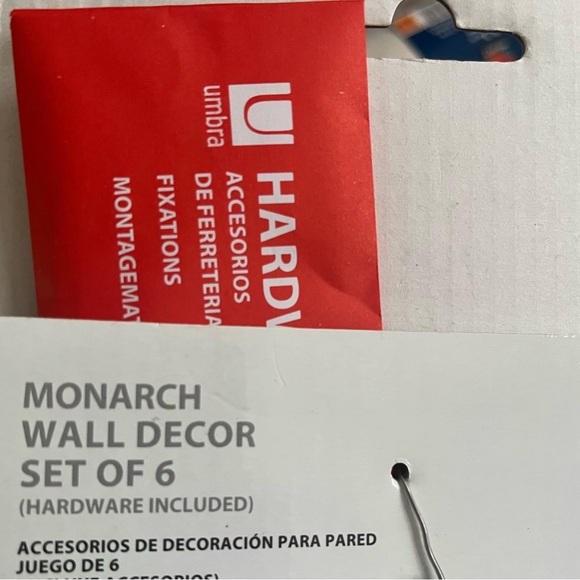 umbra
HARDW
ACCESORIOS
DE FERRETERIA
FIXATIONS
MONTAGEMAT
MONARCH
WALL DECOR
SET OF 6
(HARDWARE INCLUDED)
ACCESORIOS DE DECORACIÓN PARA PARED
JUEGO DE 6
ACCESORIOS)